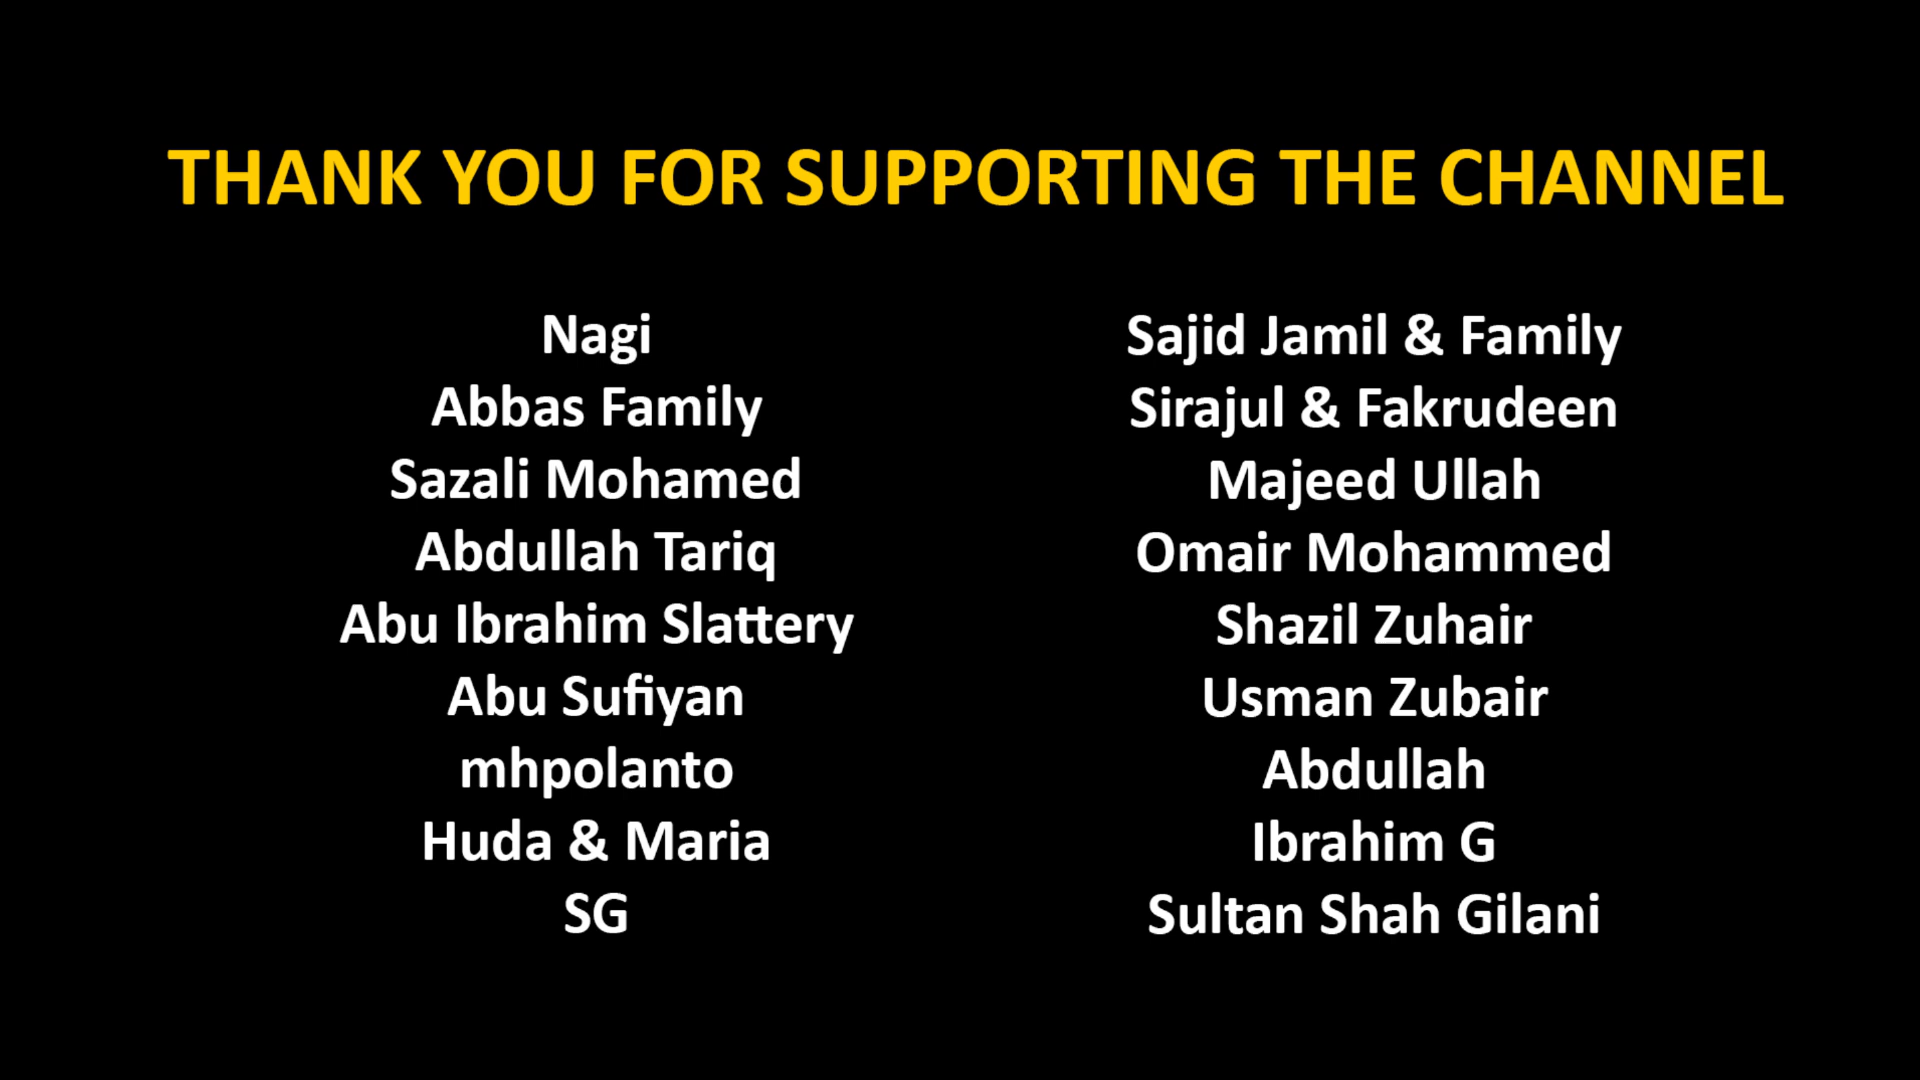 THANK YOU FOR SUPPORTING THE CHANNEL
Nagi
Abbas Family
Sazali Mohamed
Abdullah Tariq
Abu Ibrahim Slattery
Abu Sufiyan
mhpolanto
Huda & Maria
SG
Sajid Jamil & Family
Sirajul & Fakrudeen
Majeed Ullah
Omair Mohammed
Shazil Zuhair
Usman Zubair
Abdullah
Ibrahim G
Sultan Shah Gilani